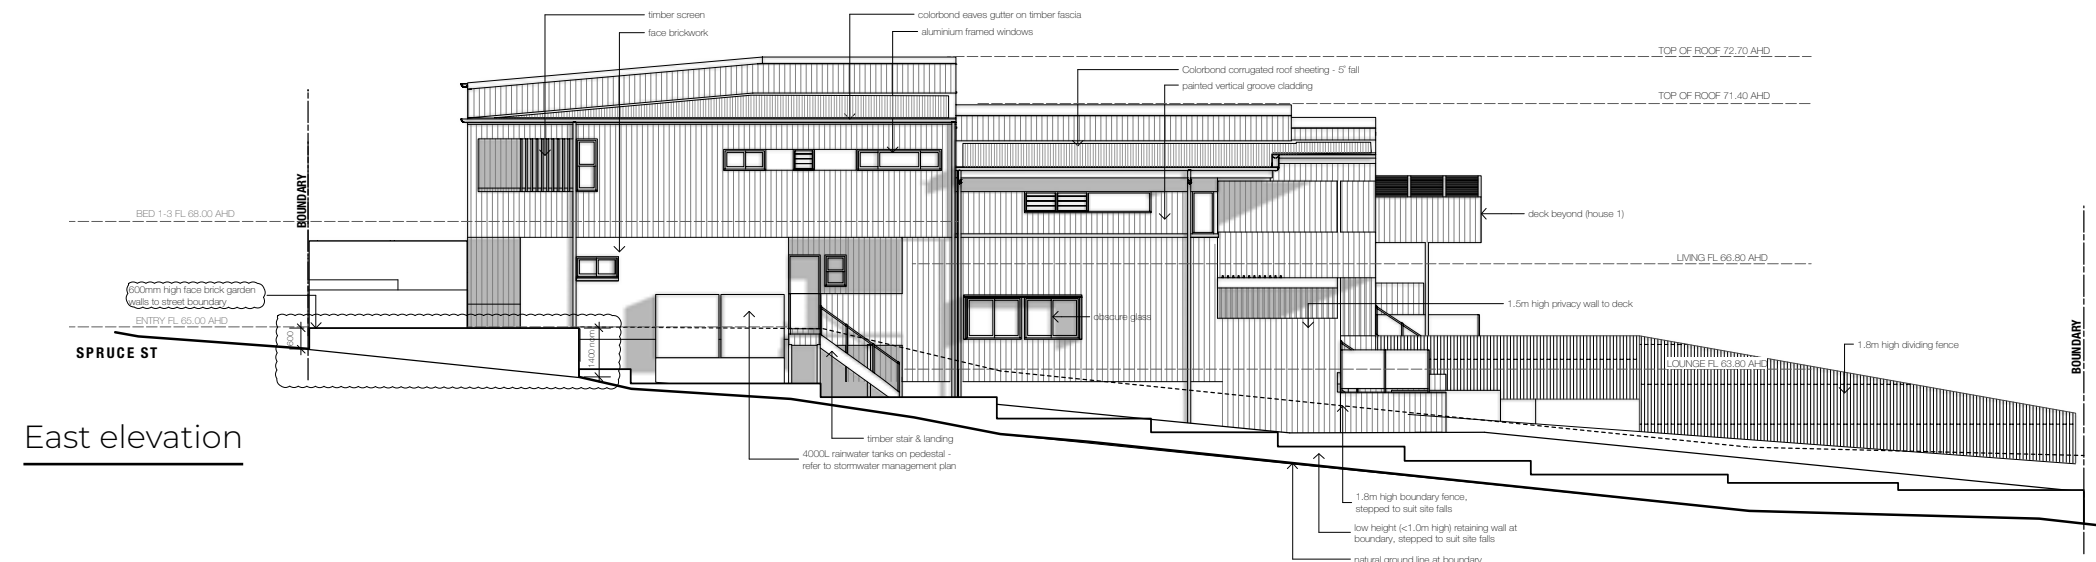 timber screen
face brickwork
colorbond eaves gutter on timber fascia
aluminium framed windows
TOP OF ROOF 72.70 AHD
Colorbond corrugated roof sheeting - 5° fall
painted vertical groove cladding
TOP OF ROOF 71.40 AHD
BOUNDARY
BED 1-3 FL 68.00 AHD
deck beyond (house 1)
LIVING FL 66.80 AHD
600mm high face brick garden
walls to street boundary
ENTRY FL 65.00 AHD
600
1400 nom
obscure glass
1.5m high privacy wall to deck
SPRUCE ST
1.8m high dividing fence
LOUNGE FL 63.80 AHD
BOUNDARY
East elevation
timber stair & landing
4000L rainwater tanks on pedestal -
refer to stormwater management plan
1.8m high boundary fence,
stepped to suit site falls
low height (<1.0m high) retaining wall at
boundary, stepped to suit site falls
natural ground line at boundary